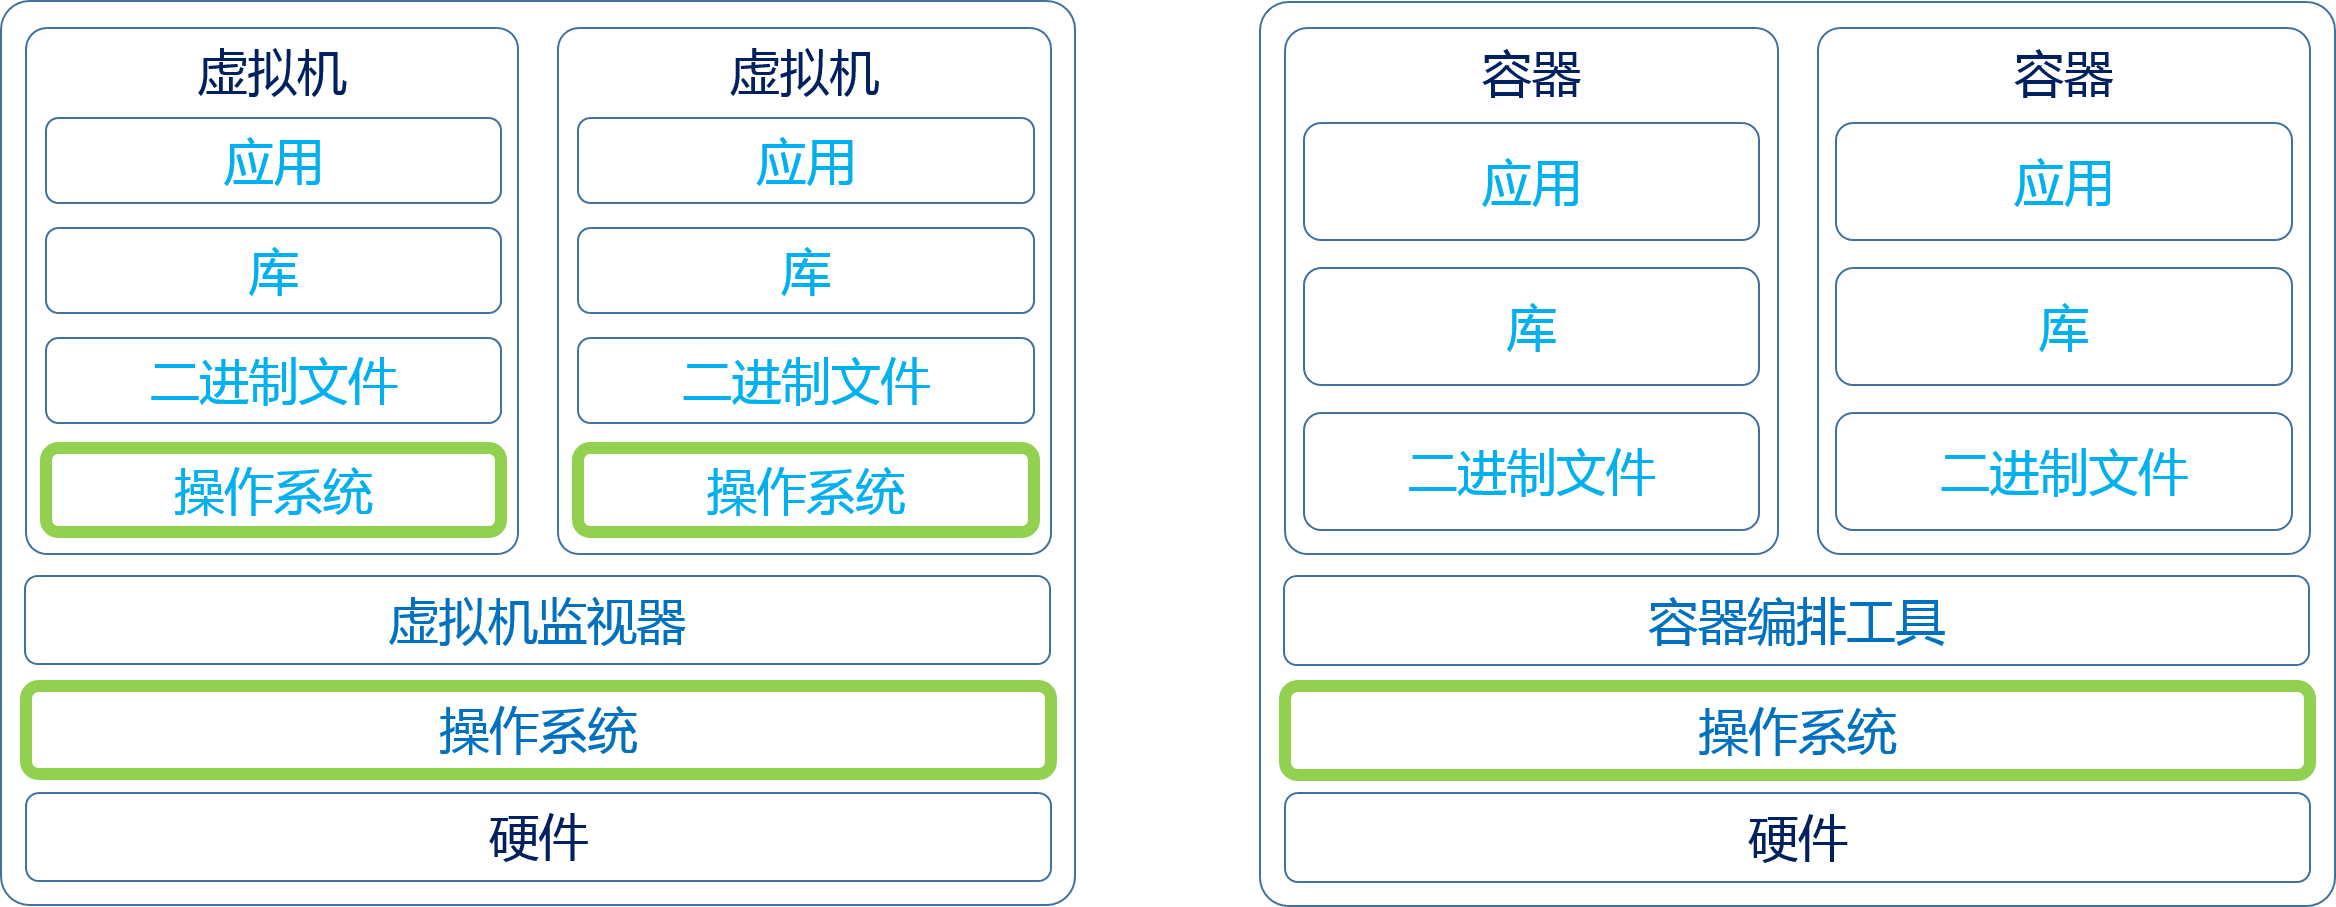 虚拟机
应用
库
二进制文件
操作系统
虚拟机
应用
库
二进制文件
操作系统
虚拟机监视器
操作系统
硬件
容器
应用
库
二进制文件
容器
应用
库
二进制文件
容器编排工具
操作系统
硬件